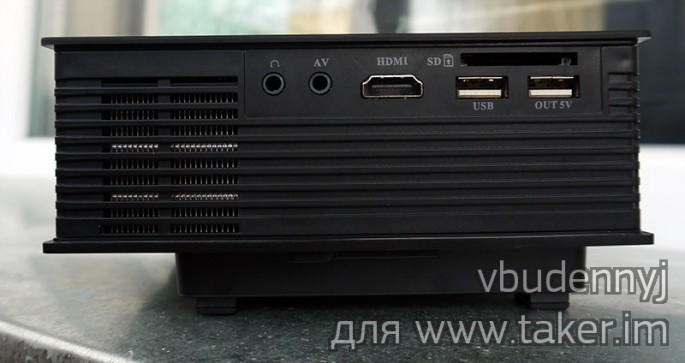 AV
HDMI
SD
USB
OUT 5V
vbudennyj
для www.taker.im